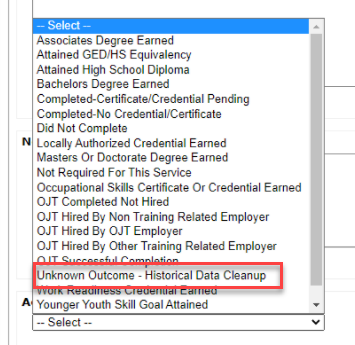 -- Select --
Associates Degree Earned
Attained GED/HS Equivalency
Attained High School Diploma
Bachelors Degree Earned
Completed-Certificate/Credential Pending
Completed-No Credential/Certificate
Did Not Complete
N
Locally Authorized Credential Earned
Masters Or Doctorate Degree Earned
Not Required For This Service
Occupational Skills Certificate Or Credential Earned
OJT Completed Not Hired
OJT Hired By Non Training Related Employer
OJT Hired By OJT Employer
OJT Hired By Other Training Related Employer
OJT Successful Completion
Unknown Outcome - Historical Data Cleanup
Work Readiness Credential Earned
A
Younger Youth Skill Goal Attained
-- Select --